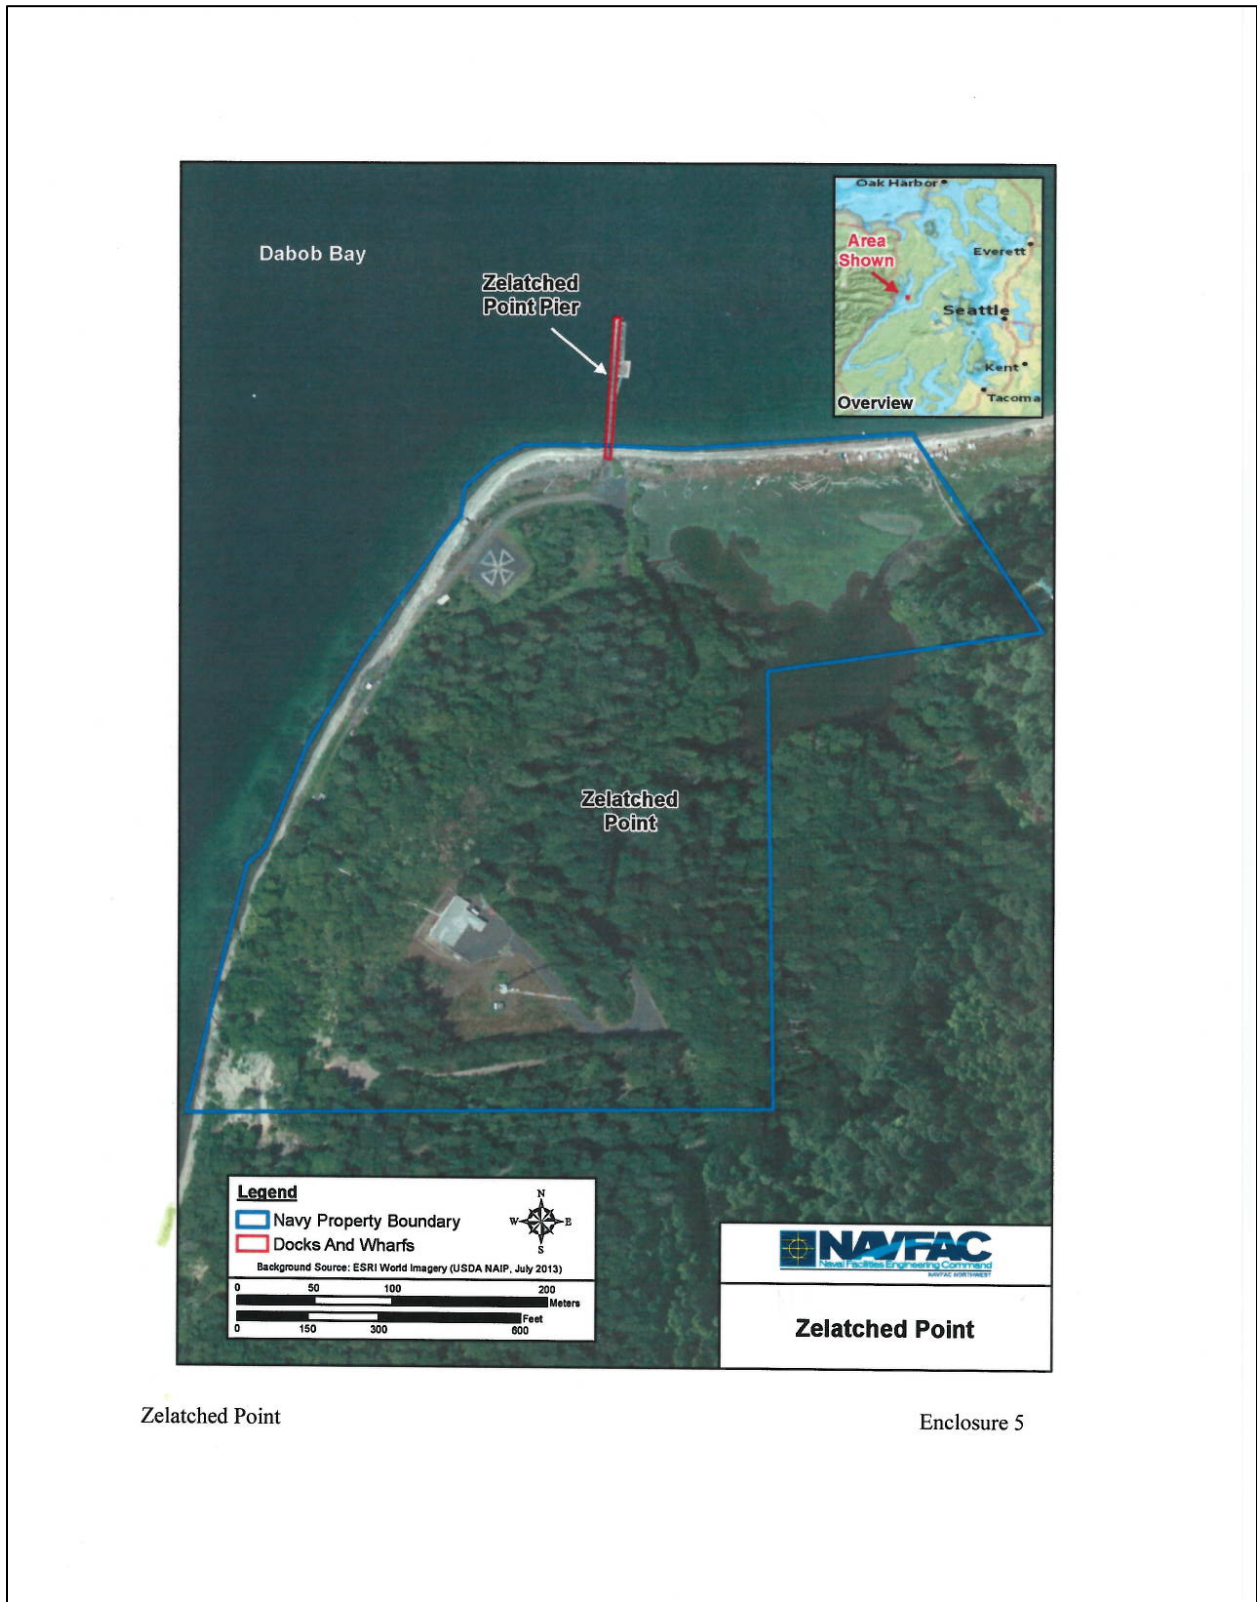 Dabob Bay
Zelatched
Point Pier
Oak Harbor
Area
Shown
Everett
Seattle
Kent
Tacoma
Overview
Zelatched
Point
Legend
Navy Property Boundary
Docks And Wharfs
N
W
E
S
Background Source: ESRI World Imagery (USDA NAIP, July 2013)
0 50 100 200
Meters
Feet
0 150 300 600
NAVFAC
Naval Facilities Engineering Command
NAVFAC NORTHWEST
Zelatched Point
Zelatched Point
Enclosure 5